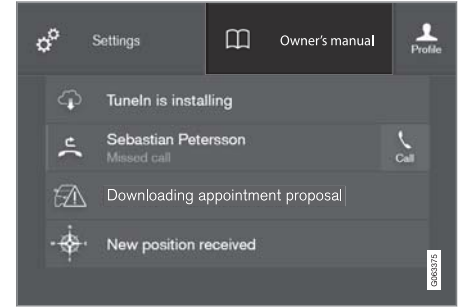 Settings
Owner's manual
Profile
TuneIn is installing
Sebastian Petersson
Missed call
Call
Downloading appointment proposal
New position received
G063375